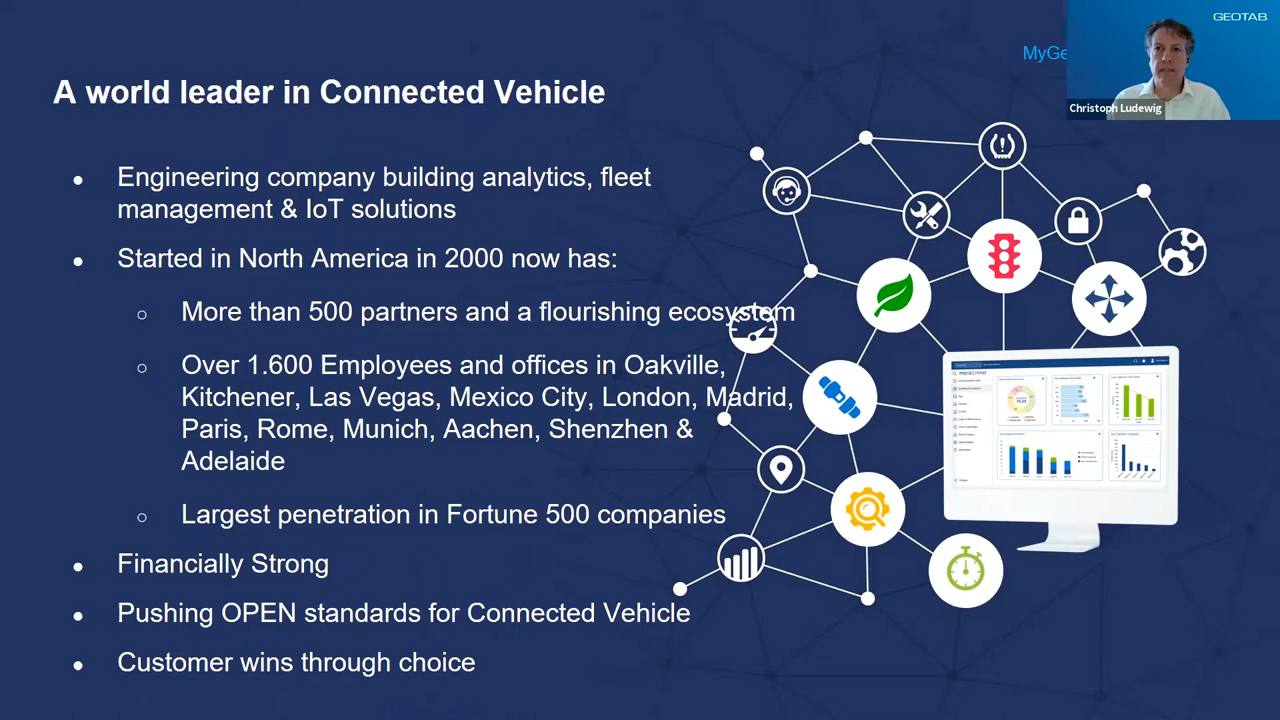 GEOTAB
MyGe
Christoph Ludewig
A world leader in Connected Vehicle
● Engineering company building analytics, fleet
management & IoT solutions
● Started in North America in 2000 now has:
○ More than 500 partners and a flourishing ecosystem
○ Over 1.600 Employees and offices in Oakville,
Kitchener, Las Vegas, Mexico City, London, Madrid,
Paris, Rome, Munich, Aachen, Shenzhen &
Adelaide
○ Largest penetration in Fortune 500 companies
● Financially Strong
● Pushing OPEN standards for Connected Vehicle
● Customer wins through choice
myGEOTAB